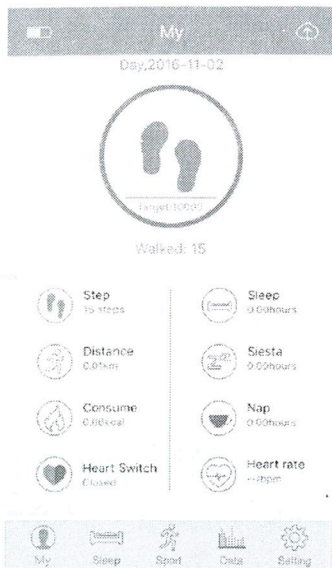 My
Day,2016-11-02
Target:10000
Walked: 15
Step
15 steps
Distance
0.01km
Consume
0.00kcal
Heart Switch
Closed
Sleep
0.00hours
Siesta
0.00hours
Nap
0.00hours
Heart rate
--/bpm
My
Sleep
Sport
Data
Setting